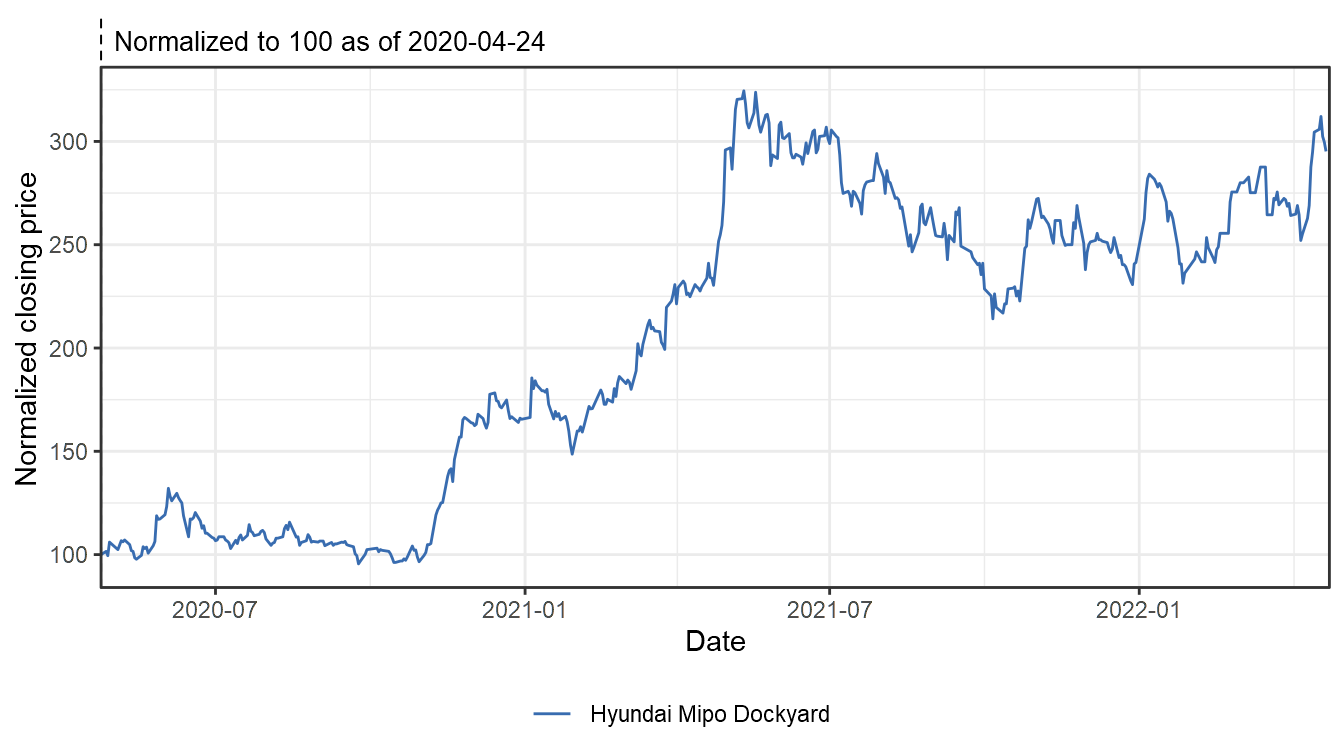 Normalized to 100 as of 2020-04-24
Normalized closing price
300
250
200
150
100
2020-07
2021-01
2021-07
2022-01
Date
Hyundai Mipo Dockyard